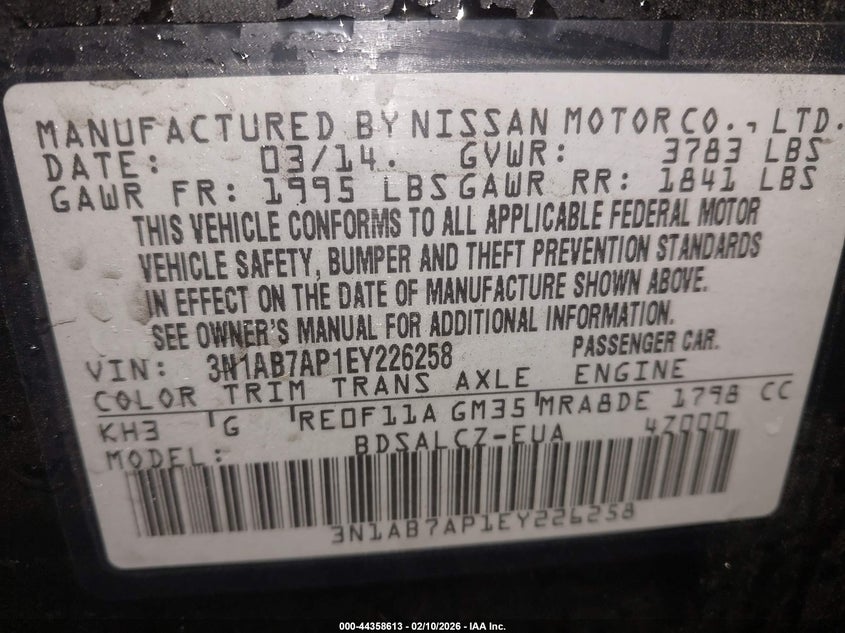 MANUFACTURED BY NISSAN MOTOR CO., LTD.
DATE: 03/14. GVWR: 3783 LBS
GAWR FR: 1995 LBS GAWR RR: 1841 LBS
THIS VEHICLE CONFORMS TO ALL APPLICABLE FEDERAL MOTOR
VEHICLE SAFETY, BUMPER AND THEFT PREVENTION STANDARDS
IN EFFECT ON THE DATE OF MANUFACTURE SHOWN ABOVE.
SEE OWNER'S MANUAL FOR ADDITIONAL INFORMATION.
VIN: 3N1AB7AP1EY226258 PASSENGER CAR.
COLOR TRIM TRANS AXLE ENGINE
KH3 G RE0F11A GM35 MRA8DE 1798 CC
MODEL: BDSALCZ-EUA 4Z000
3N1AB7AP1EY226258
000-44358613 - 02/10/2026 - IAA Inc.